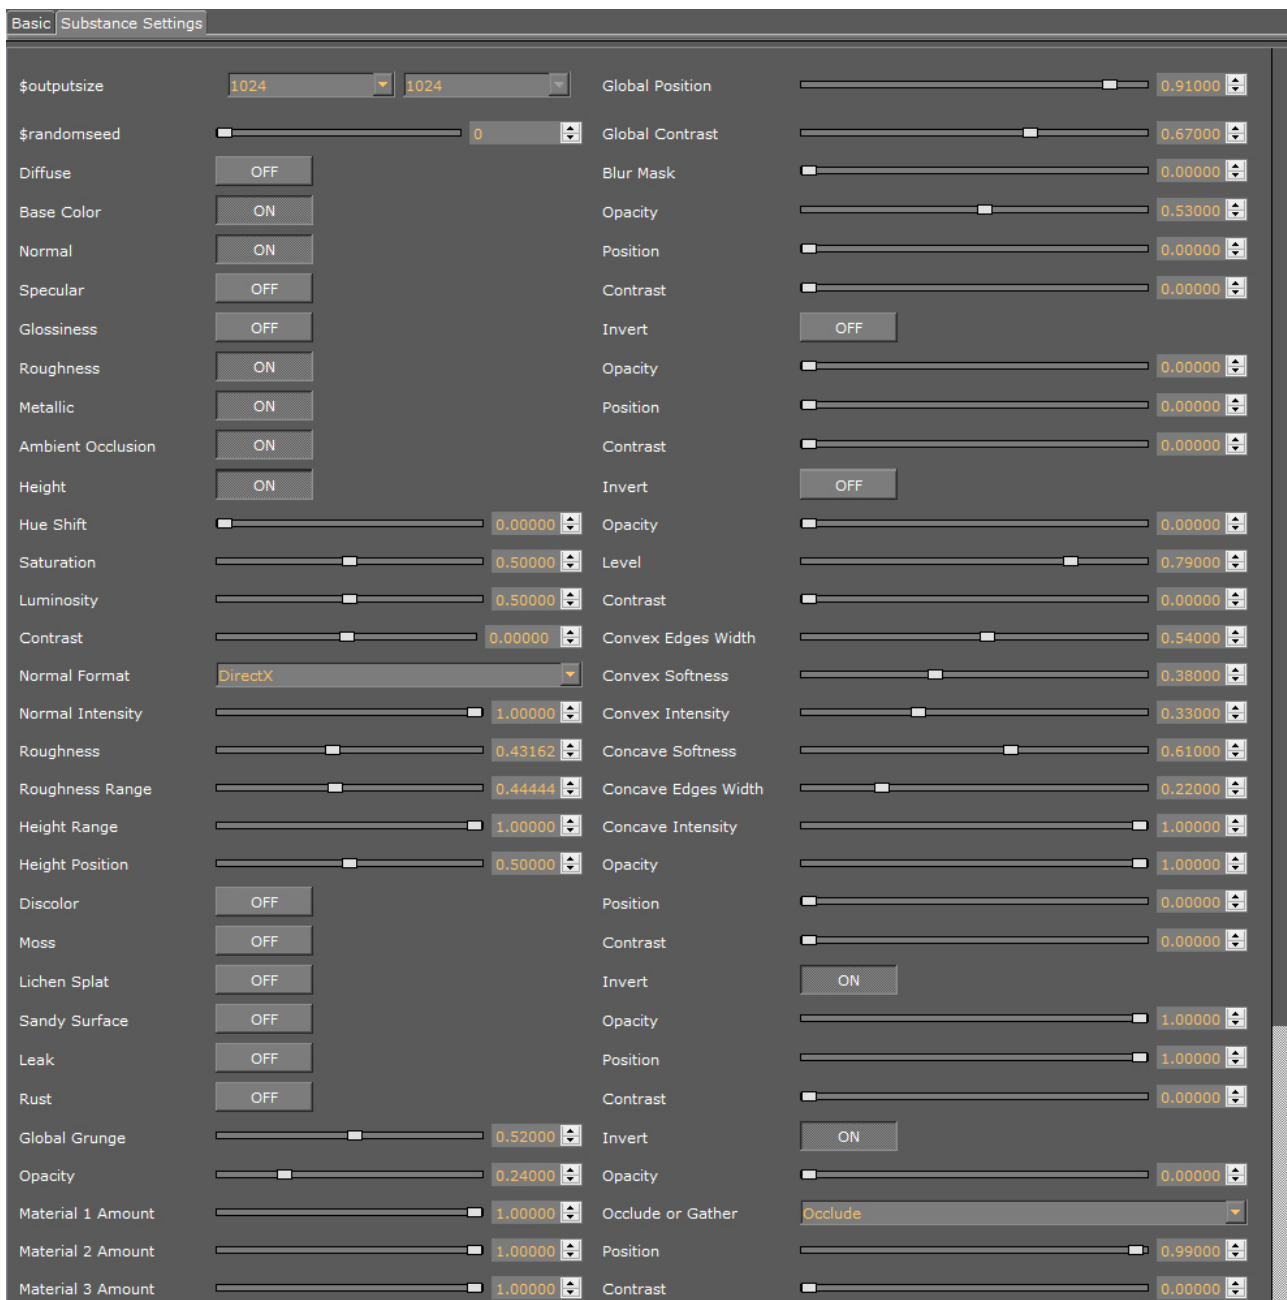 Basic Substance Settings
$outputsize 1024 1024 Global Position 0.91000
$randomseed 0 Global Contrast 0.67000
Diffuse OFF Blur Mask 0.00000
Base Color ON Opacity 0.53000
Normal ON Position 0.00000
Specular OFF Contrast 0.00000
Glossiness OFF Invert OFF
Roughness ON Opacity 0.00000
Metallic ON Position 0.00000
Ambient Occlusion ON Contrast 0.00000
Height ON Invert OFF
Hue Shift 0.00000 Opacity 0.00000
Saturation 0.50000 Level 0.79000
Luminosity 0.50000 Contrast 0.00000
Contrast 0.00000 Convex Edges Width 0.54000
Normal Format DirectX Convex Softness 0.38000
Normal Intensity 1.00000 Convex Intensity 0.33000
Roughness 0.43162 Concave Softness 0.61000
Roughness Range 0.44444 Concave Edges Width 0.22000
Height Range 1.00000 Concave Intensity 1.00000
Height Position 0.50000 Opacity 1.00000
Discolor OFF Position 0.00000
Moss OFF Contrast 0.00000
Lichen Splat OFF Invert ON
Sandy Surface OFF Opacity 1.00000
Leak OFF Position 1.00000
Rust OFF Contrast 0.00000
Global Grunge 0.52000 Invert ON
Opacity 0.24000 Opacity 0.00000
Material 1 Amount 1.00000 Occlude or Gather Occlude
Material 2 Amount 1.00000 Position 0.99000
Material 3 Amount 1.00000 Contrast 0.00000